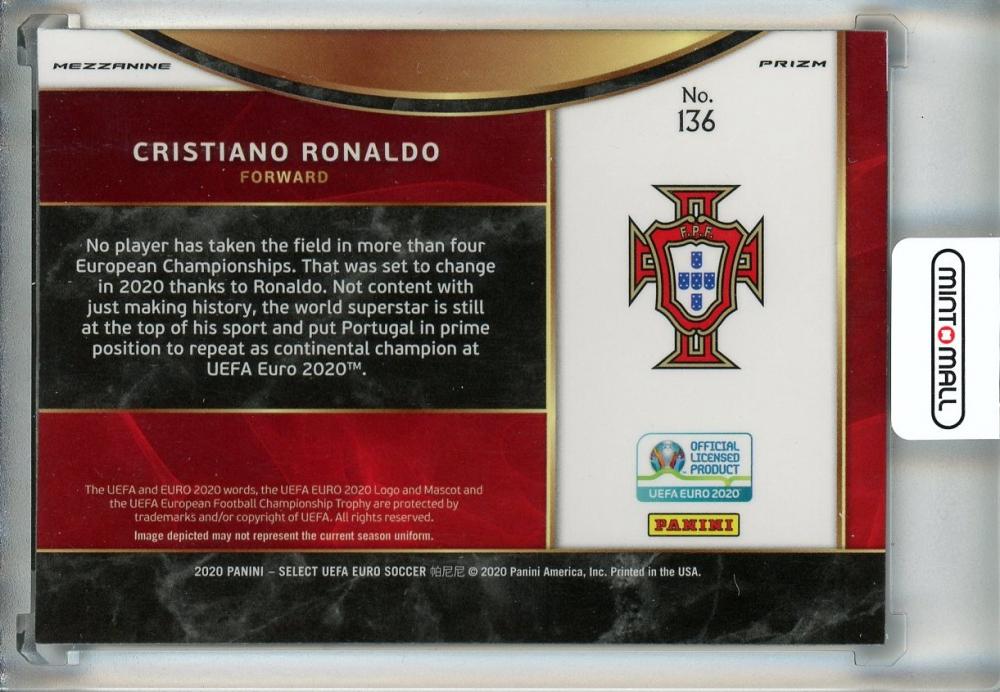 MEZZANINE
PRIZM
No.
136
CRISTIANO RONALDO
FORWARD
No player has taken the field in more than four
European Championships. That was set to change
in 2020 thanks to Ronaldo. Not content with
just making history, the world superstar is still
at the top of his sport and put Portugal in prime
position to repeat as continental champion at
UEFA Euro 2020™.
F.P.F.
OFFICIAL
LICENSED
PRODUCT
UEFA EURO2020
PANINI
The UEFA and EURO 2020 words, the UEFA EURO 2020 Logo and Mascot and
the UEFA European Football Championship Trophy are protected by
trademarks and/or copyright of UEFA. All rights reserved.
Image depicted may not represent the current season uniform.
2020 PANINI – SELECT UEFA EURO SOCCER 帕尼尼 © 2020 Panini America, Inc. Printed in the USA.
MINT
MALL